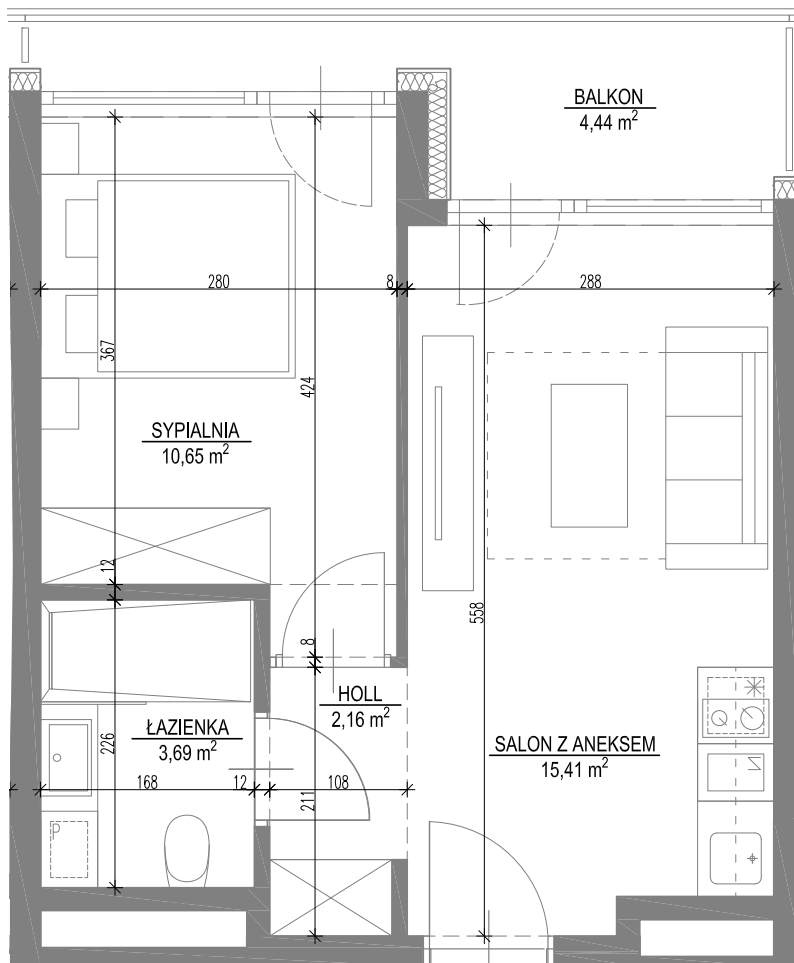 BALKON
4,44 m²
280
8
288
367
424
SYPIALNIA
10,65 m²
12
558
8
HOLL
2,16 m²
ŁAZIENKA
3,69 m²
226
SALON Z ANEKSEM
15,41 m²
168
12
108
211
P
N